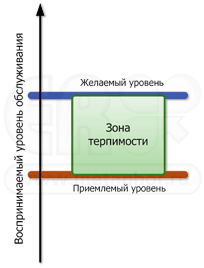 Воспринимаемый уровень обслуживания
Желаемый уровень
Зона
терпимости
Приемлемый уровень